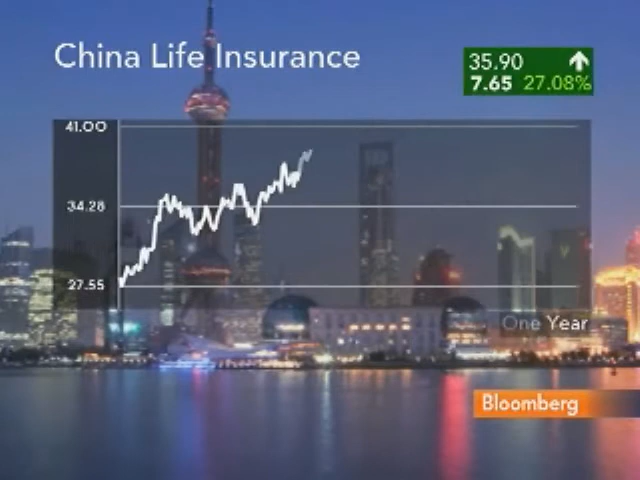 China Life Insurance
35.90
7.65 27.08%
41.00
34.28
27.55
One Year
Bloomberg